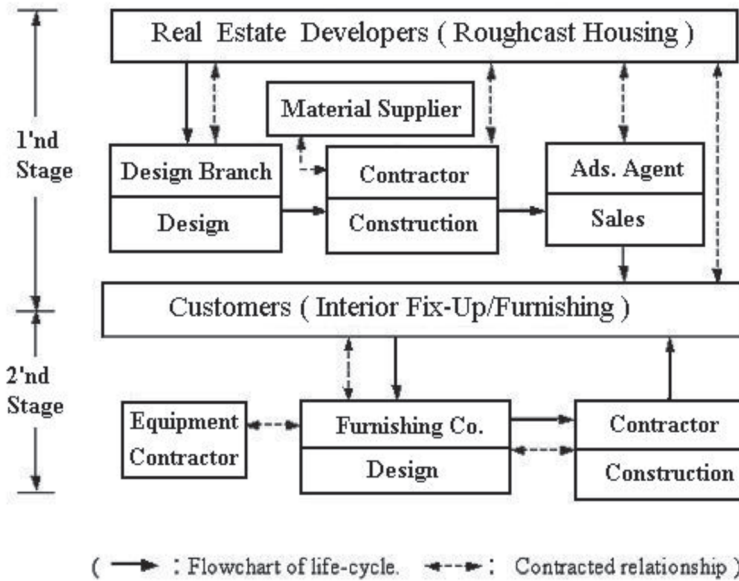 Real Estate Developers ( Roughcast Housing )
1'nd
Stage
Material Supplier
Design Branch
Design
Contractor
Construction
Ads. Agent
Sales
Customers ( Interior Fix-Up/Furnishing )
2'nd
Stage
Equipment
Contractor
Furnishing Co.
Design
Contractor
Construction
( : Flowchart of life-cycle. : Contracted relationship )